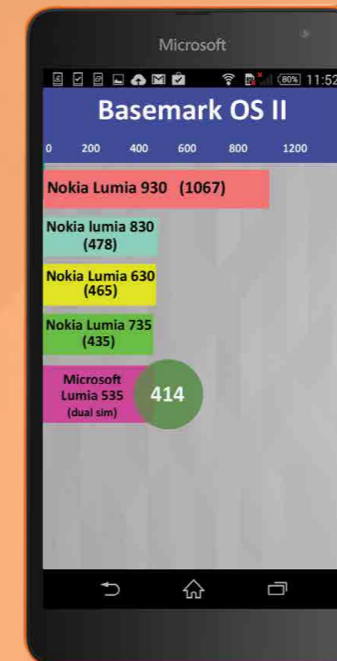 Microsoft
80% 11:52
Basemark OS II
0 200 400 600 800 1200
Nokia Lumia 930 (1067)
Nokia lumia 830
(478)
Nokia Lumia 630
(465)
Nokia Lumia 735
(435)
Microsoft
Lumia 535
(dual sim)
414